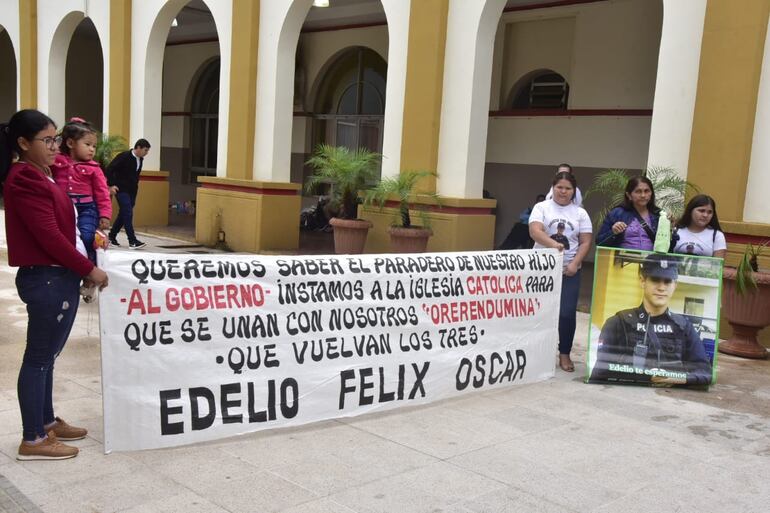 QUEREMOS SABER EL PARADERO DE NUESTRO HIJO
-AL GOBIERNO- INSTAMOS A LA IGLESIA CATOLICA PARA
QUE SE UNAN CON NOSOTROS "ORERENDUMINA"
• QUE VUELVAN LOS TRES •
EDELIO FELIX OSCAR
POLICIA
Edelio te esperamos